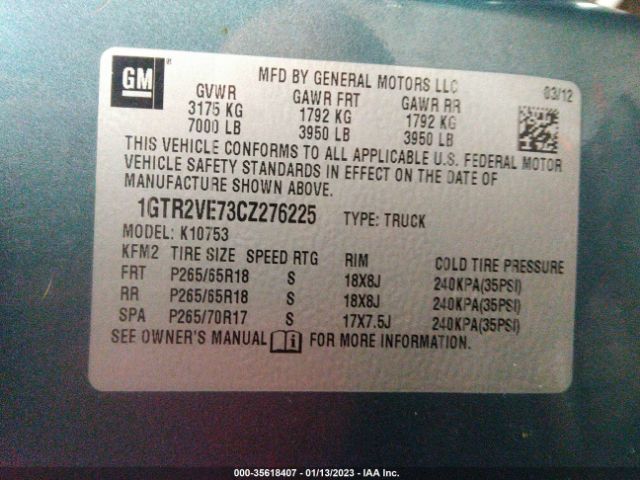 GM
MFD BY GENERAL MOTORS LLC
03/12
GVWR GAWR FRT GAWR RR
3175 KG 1792 KG 1792 KG
7000 LB 3950 LB 3950 LB
THIS VEHICLE CONFORMS TO ALL APPLICABLE U.S. FEDERAL MOTOR
VEHICLE SAFETY STANDARDS IN EFFECT ON THE DATE OF
MANUFACTURE SHOWN ABOVE.
1GTR2VE73CZ276225 TYPE: TRUCK
MODEL: K10753
KFM2 TIRE SIZE SPEED RTG RIM COLD TIRE PRESSURE
FRT P265/65R18 S 18X8J 240KPA(35PSI)
RR P265/65R18 S 18X8J 240KPA(35PSI)
SPA P265/70R17 S 17X7.5J 240KPA(35PSI)
SEE OWNER'S MANUAL FOR MORE INFORMATION.
000-35618407 - 01/13/2023 - IAA Inc.